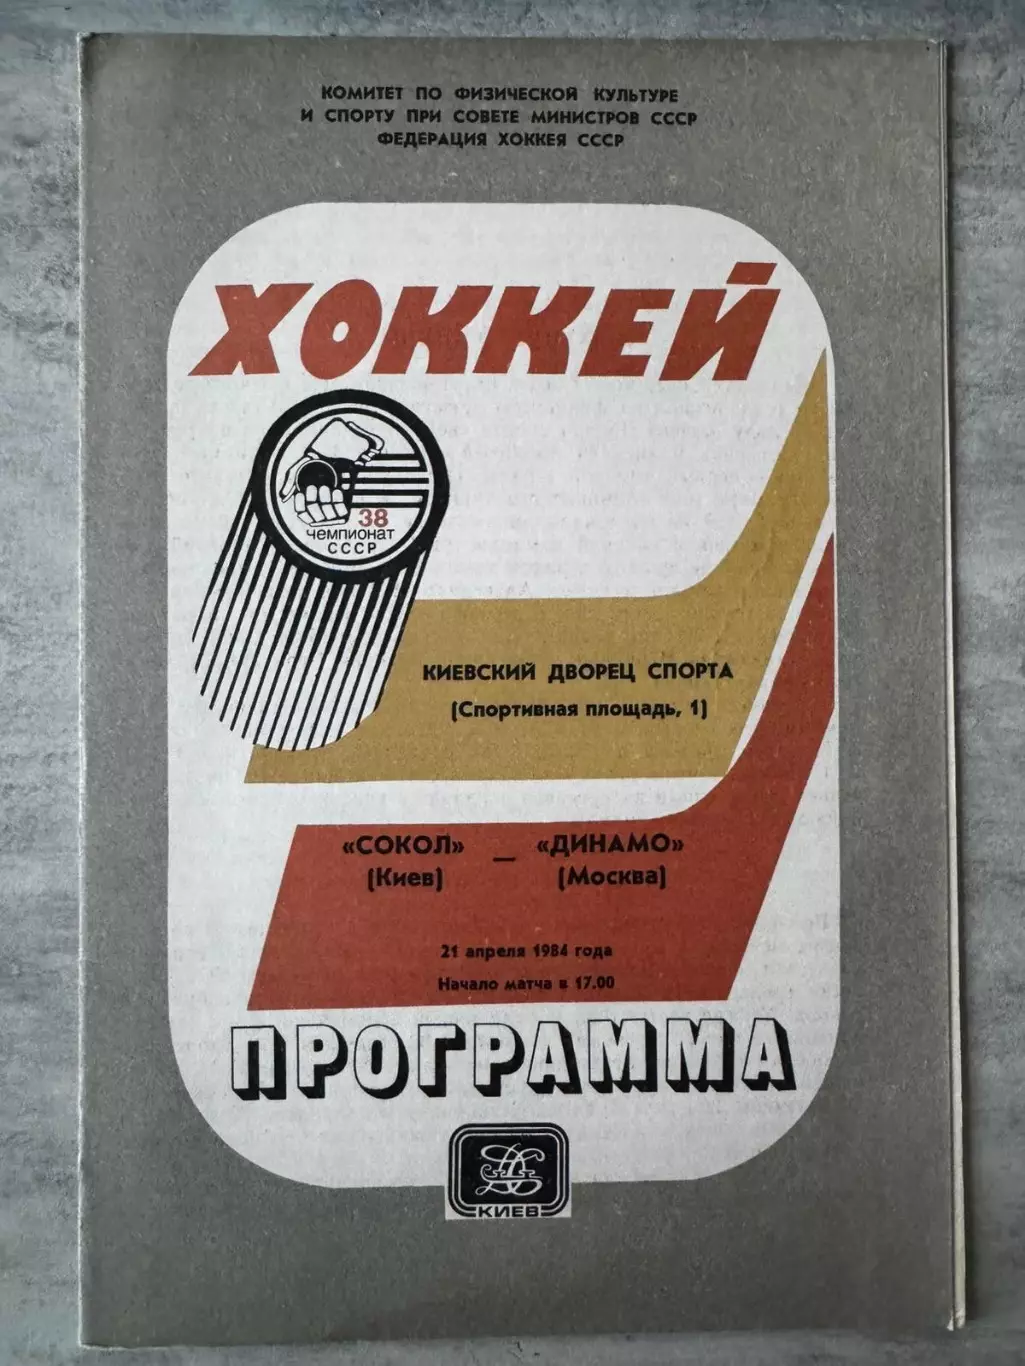 КОМИТЕТ ПО ФИЗИЧЕСКОЙ КУЛЬТУРЕ
И СПОРТУ ПРИ СОВЕТЕ МИНИСТРОВ СССР
ФЕДЕРАЦИЯ ХОККЕЯ СССР
ХОККЕЙ
38
ЧЕМПИОНАТ
СССР
КИЕВСКИЙ ДВОРЕЦ СПОРТА
(Спортивная площадь, 1)
«СОКОЛ» — «ДИНАМО»
(Киев) (Москва)
21 апреля 1984 года
Начало матча в 17.00
ПРОГРАММА
КИЕВ